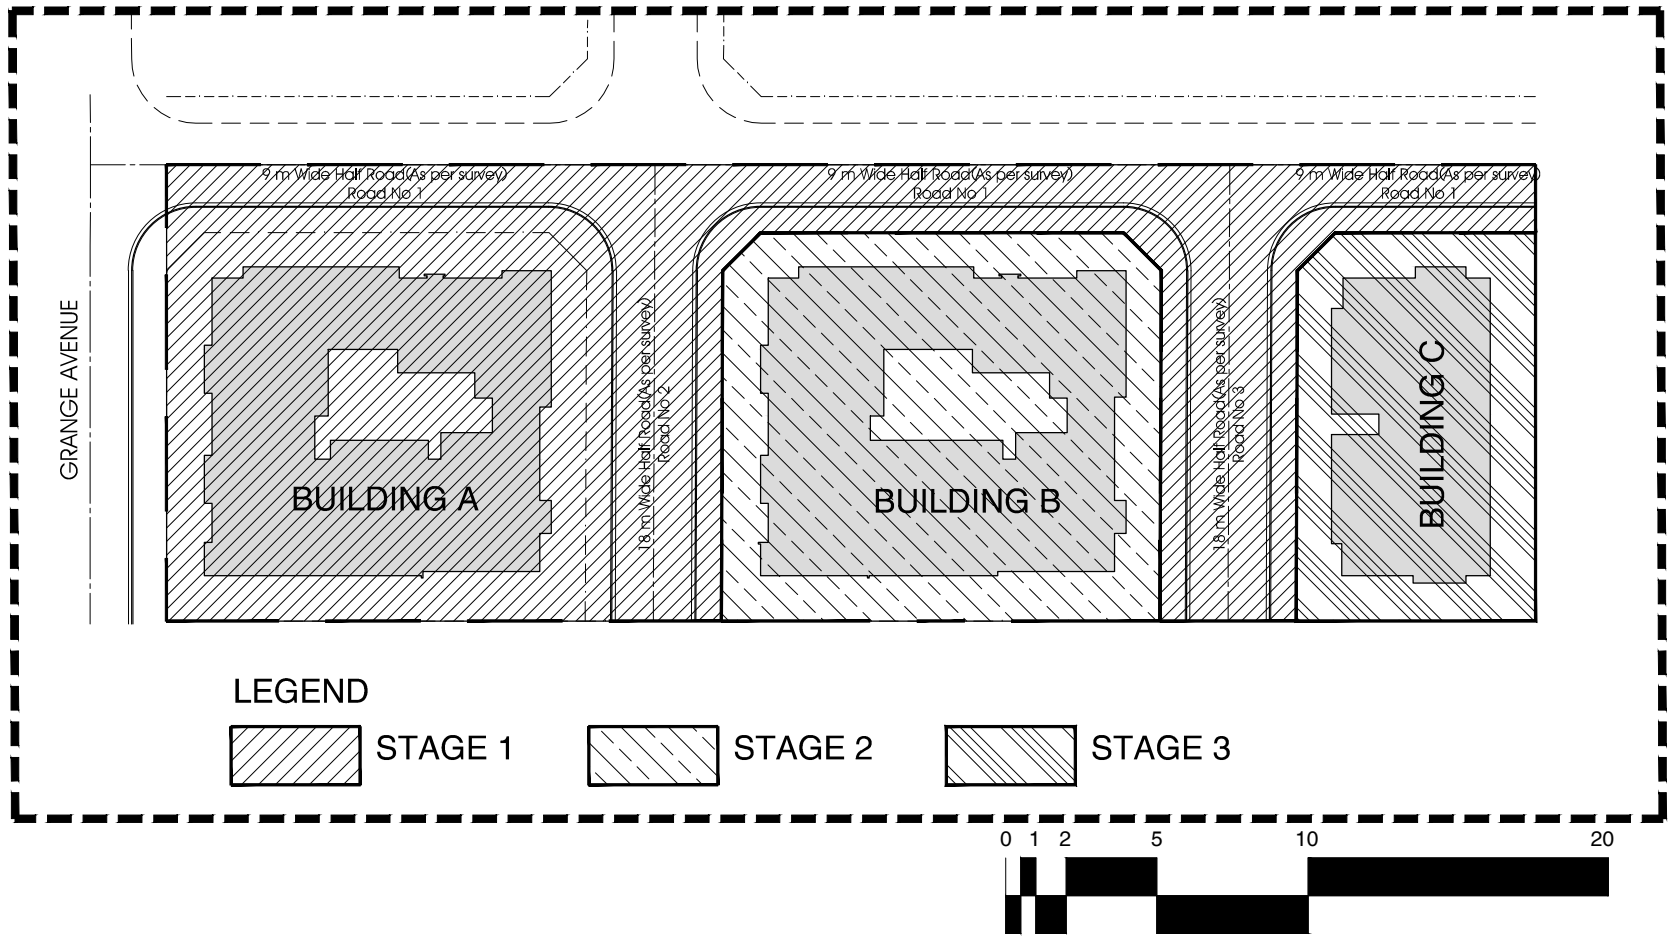 9 m Wide Half Road(As per survey)
Road No 1
9 m Wide Half Road(As per survey)
Road No 1
9 m Wide Half Road(As per survey)
Road No 1
GRANGE AVENUE
BUILDING A
18 m Wide Half Road(As per survey)
Road No 2
BUILDING B
18 m Wide Half Road(As per survey)
Road No 3
BUILDING C
LEGEND
STAGE 1
STAGE 2
STAGE 3
0 1 2 5 10 20